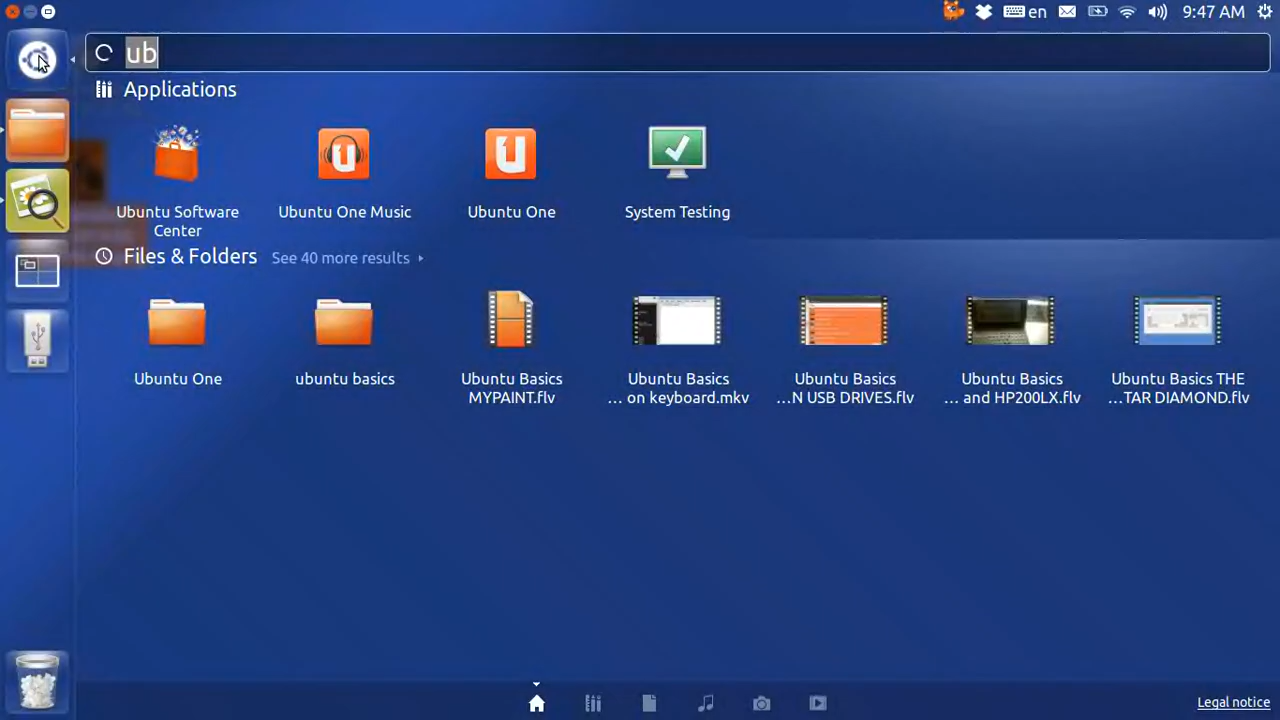 en 9:47 AM
ub
Applications
Ubuntu Software Center
Ubuntu One Music
Ubuntu One
System Testing
Files & Folders See 40 more results
Ubuntu One
ubuntu basics
Ubuntu Basics MYPAINT.flv
Ubuntu Basics ... on keyboard.mkv
Ubuntu Basics ...N USB DRIVES.flv
Ubuntu Basics ... and HP200LX.flv
Ubuntu Basics THE ...TAR DIAMOND.flv
Legal notice